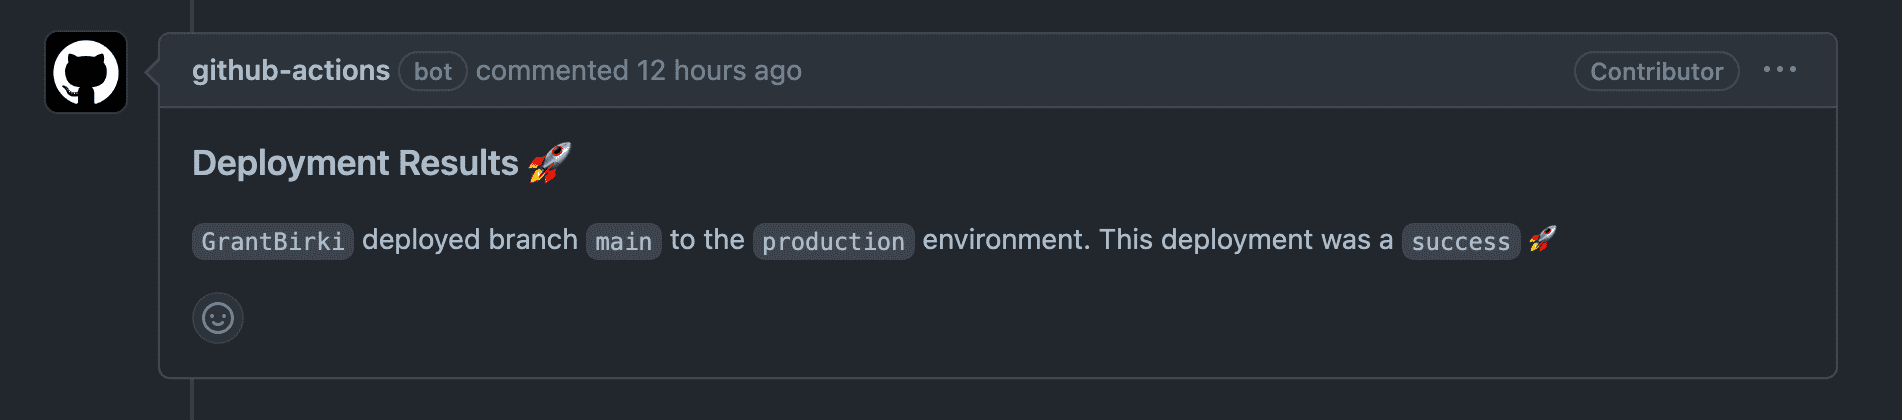 github-actions bot commented 12 hours ago Contributor ...
Deployment Results 🚀
GrantBirki deployed branch main to the production environment. This deployment was a success 🚀